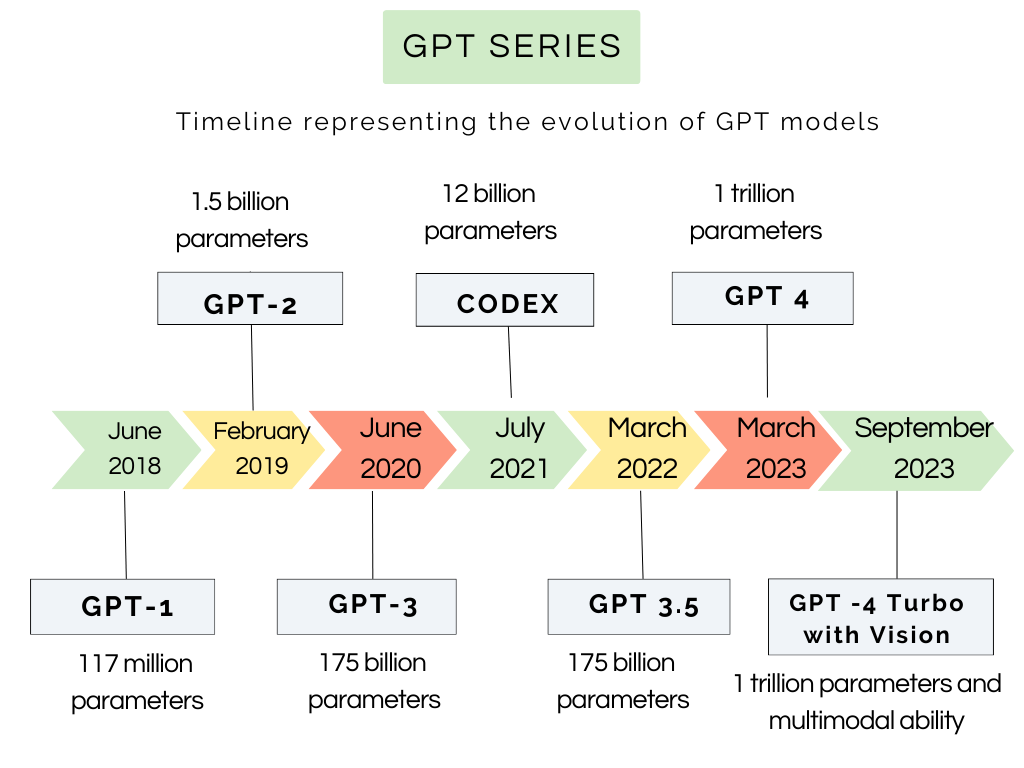 GPT SERIES
Timeline representing the evolution of GPT models
1.5 billion
parameters
12 billion
parameters
1 trillion
parameters
GPT-2
CODEX
GPT 4
June
2018
February
2019
June
2020
July
2021
March
2022
March
2023
September
2023
GPT-1
GPT-3
GPT 3.5
GPT -4 Turbo
with Vision
117 million
parameters
175 billion
parameters
175 billion
parameters
1 trillion parameters and
multimodal ability